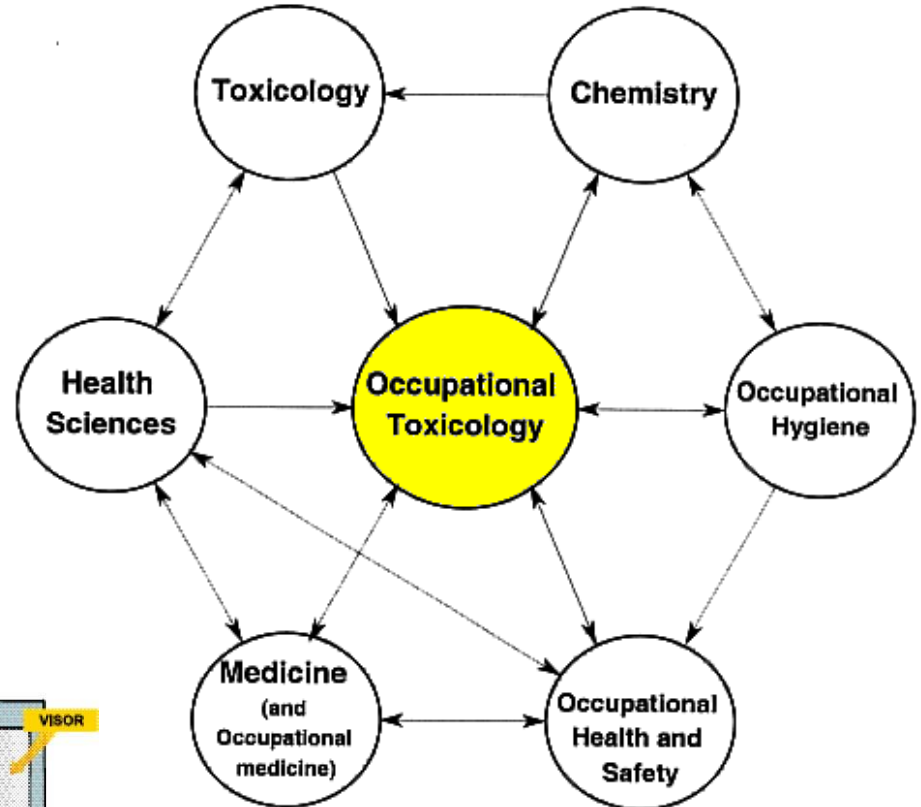 Toxicology
Chemistry
Health
Sciences
Occupational
Toxicology
Occupational
Hygiene
Medicine
(and
Occupational
medicine)
Occupational
Health and
Safety
VISOR